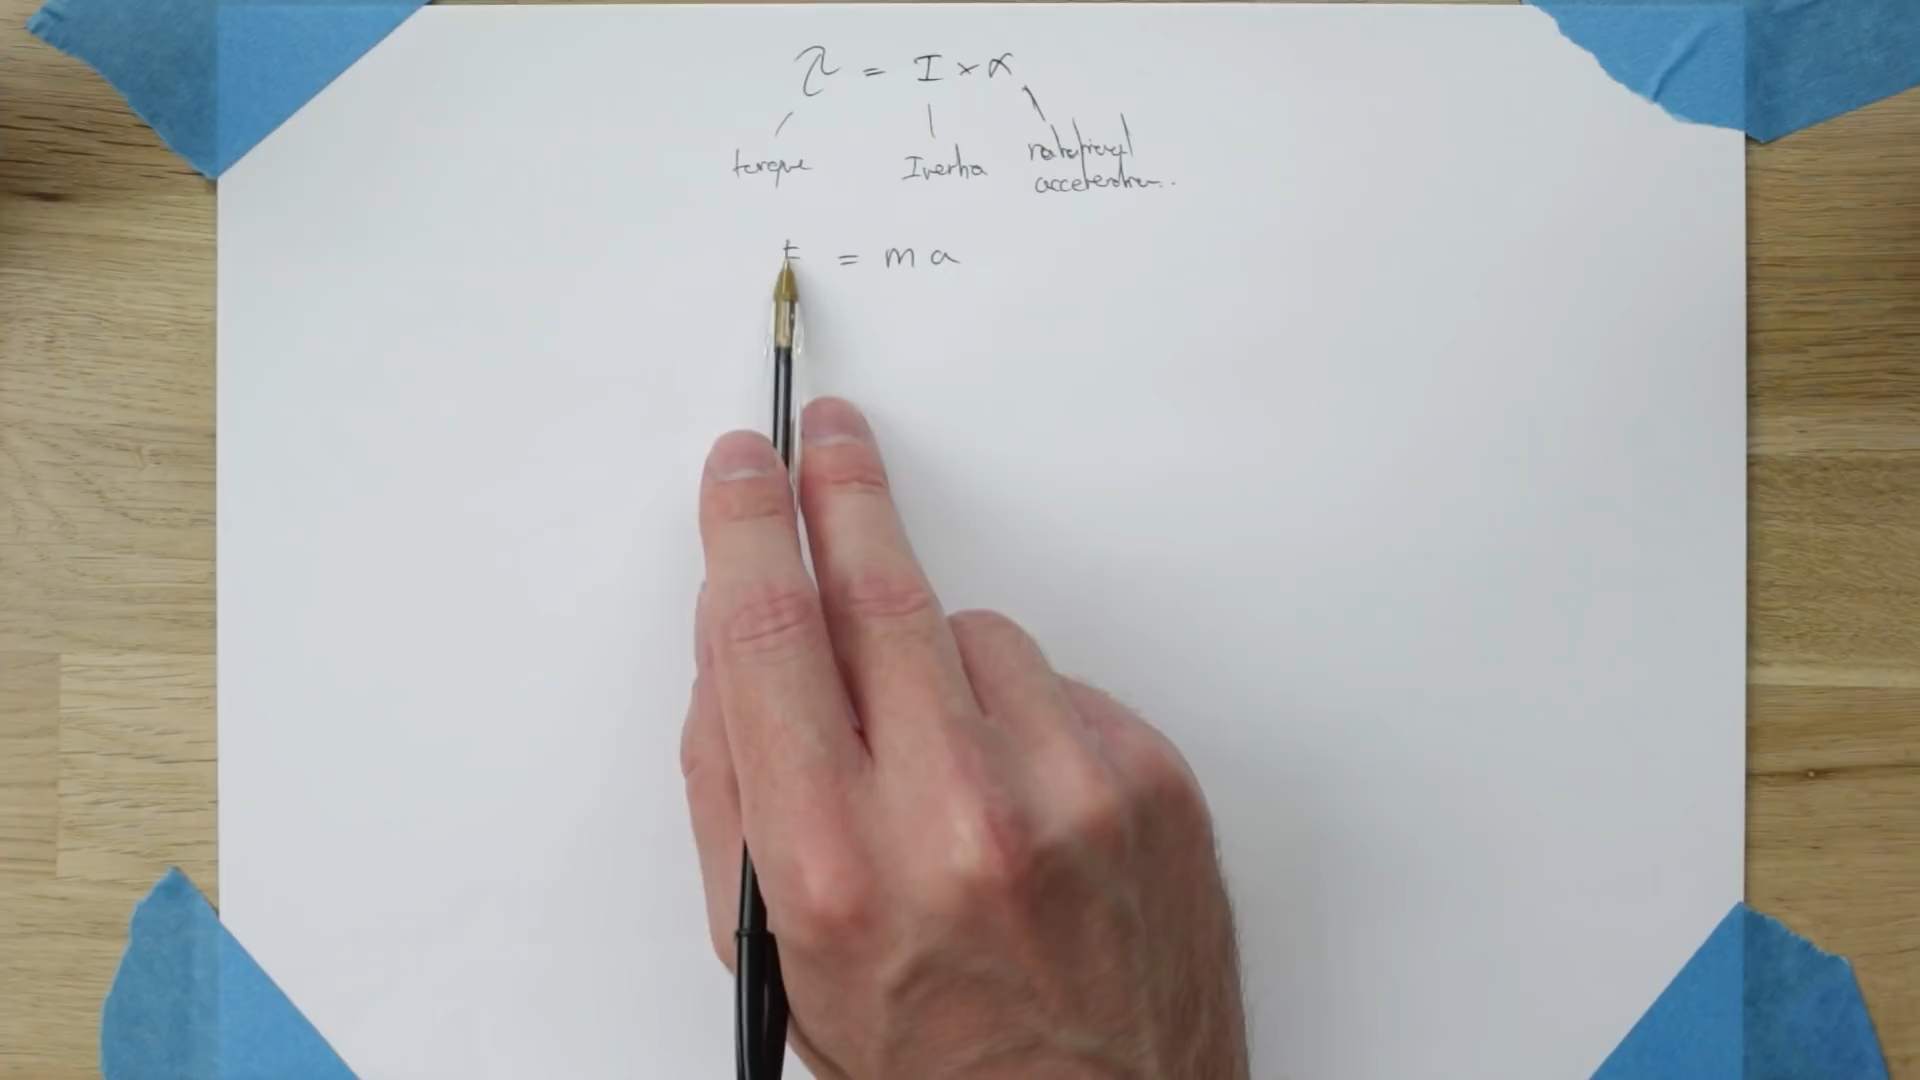 τ = I × α
torque Inertia rotational
acceleration..
F = m a